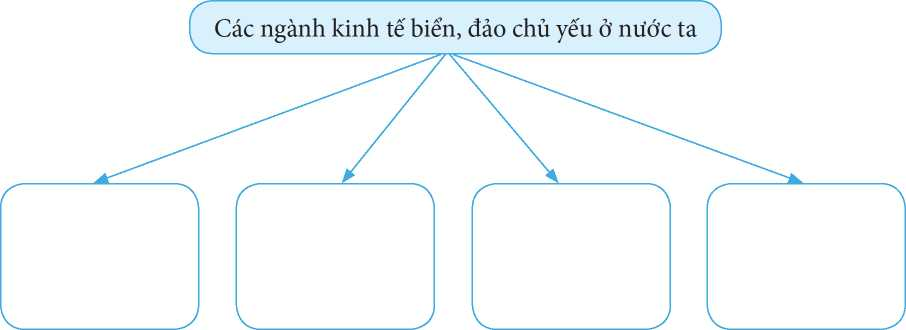 Các ngành kinh tế biển, đảo chủ yếu ở nước ta